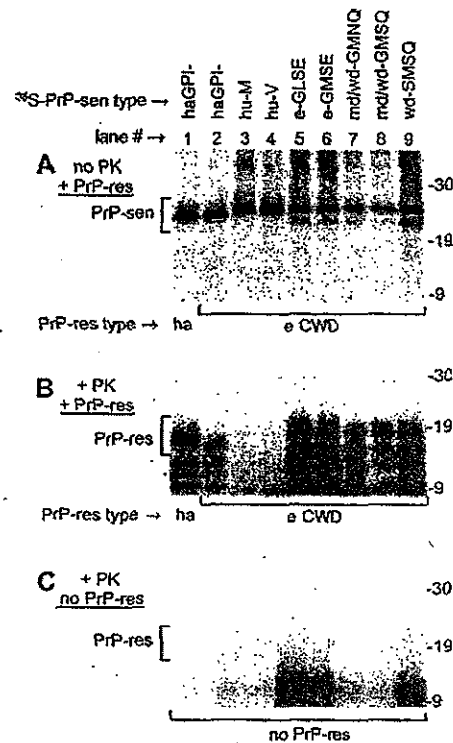 ³⁵S-PrP-sen type →
haGPI-
haGPI-
hu-M
hu-V
e-GLSE
e-GMSE
md/wd-GMNQ
md/wd-GMSQ
wd-SMSQ
lane # → 1 2 3 4 5 6 7 8 9
A no PK
+ PrP-res
PrP-sen
-30
-19
-9
PrP-res type → ha e CWD
B + PK
+ PrP-res
PrP-res
-30
-19
-9
PrP-res type → ha e CWD
C + PK
no PrP-res
PrP-res
-30
-19
-9
no PrP-res